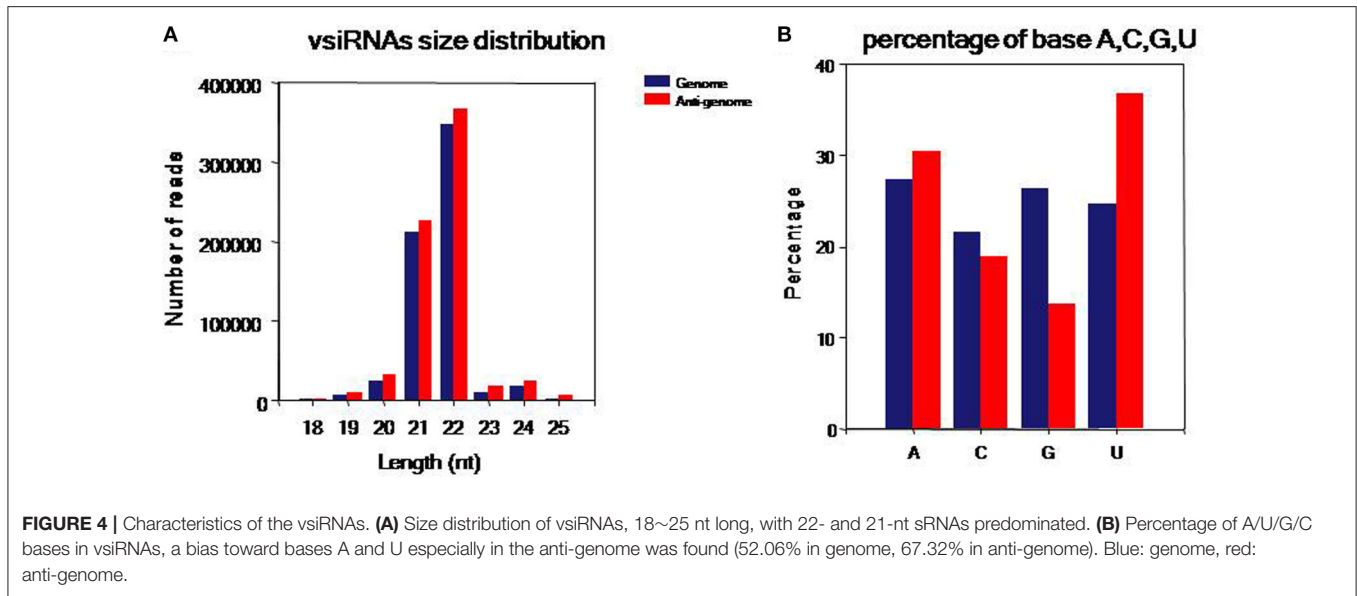 A
vsiRNAs size distribution
Genome
Anti-genome
Number of reads
400000
300000
200000
100000
0
18 19 20 21 22 23 24 25
Length (nt)
B
percentage of base A,C,G,U
Percentage
40
30
20
10
0
A C G U
FIGURE 4 | Characteristics of the vsiRNAs. (A) Size distribution of vsiRNAs, 18~25 nt long, with 22- and 21-nt sRNAs predominated. (B) Percentage of A/U/G/C
bases in vsiRNAs, a bias toward bases A and U especially in the anti-genome was found (52.06% in genome, 67.32% in anti-genome). Blue: genome, red:
anti-genome.